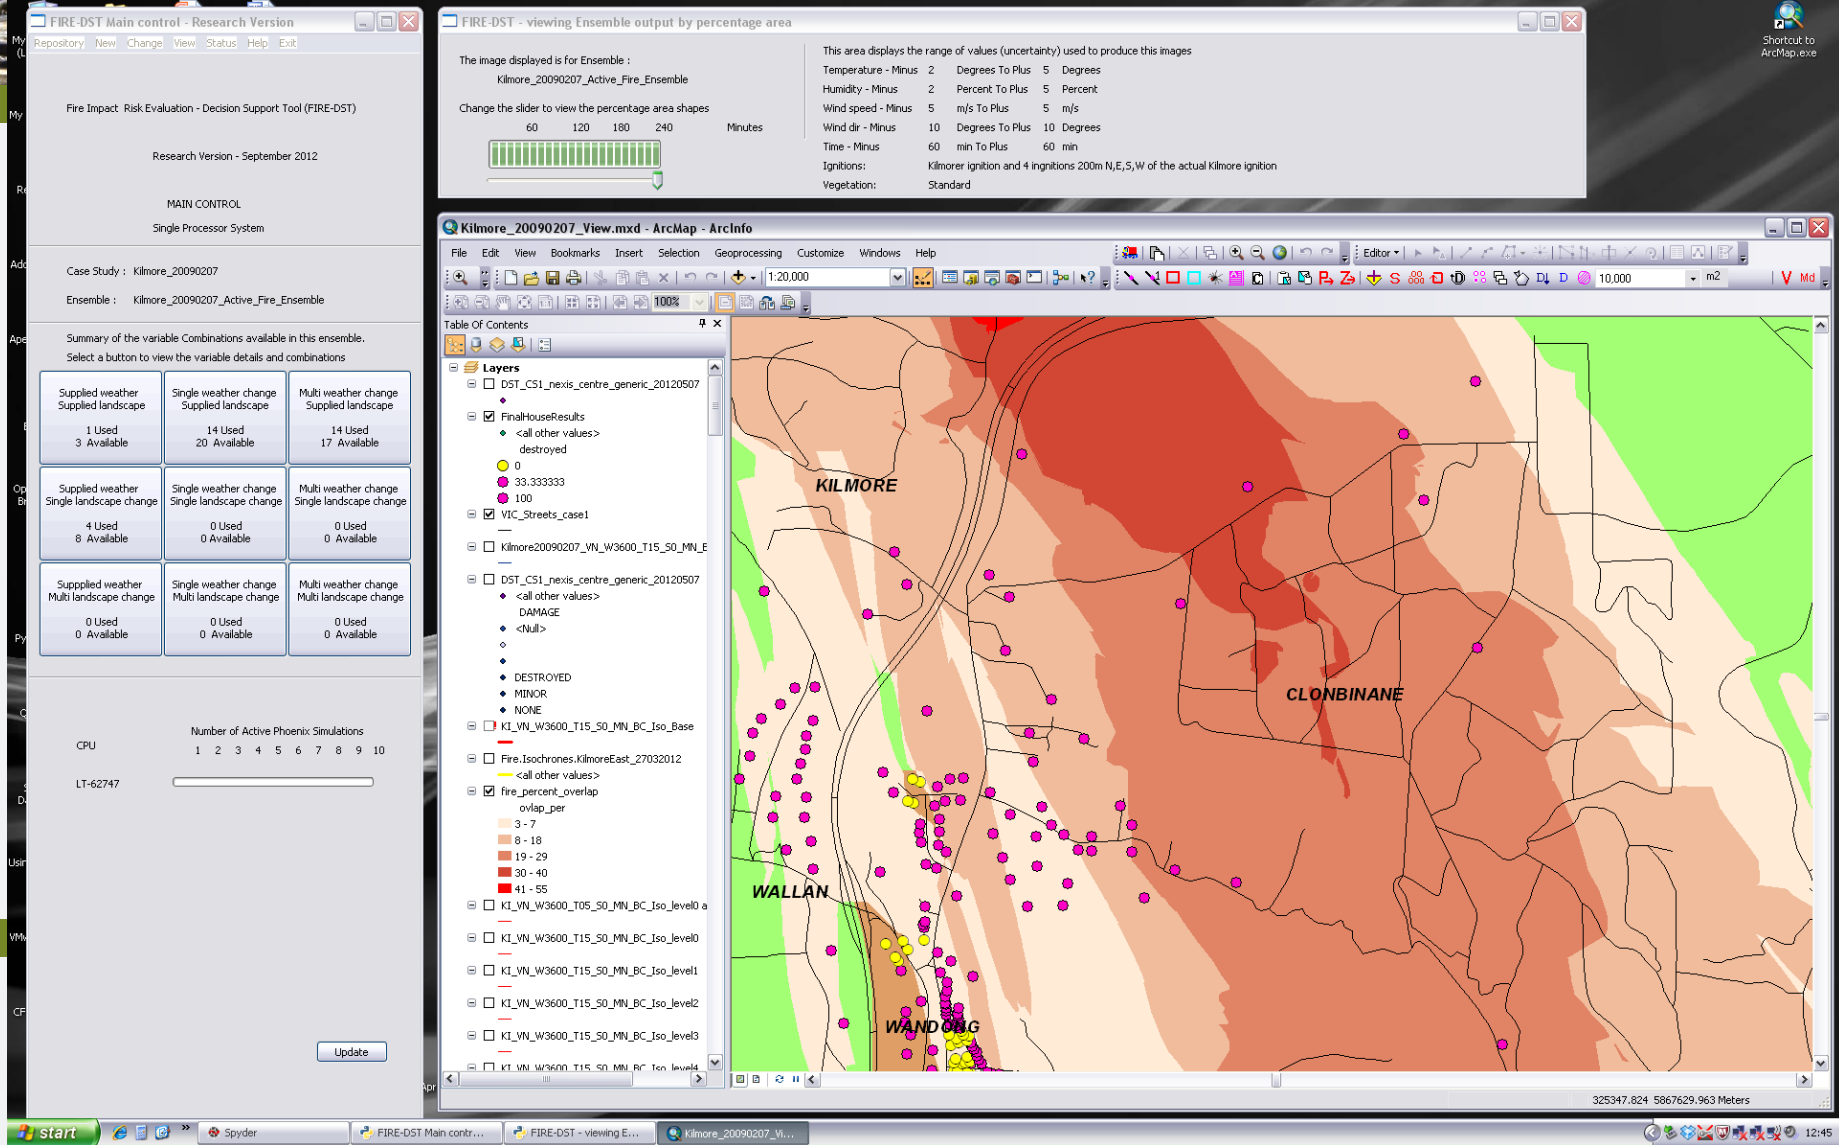 FIRE-DST Main control - Research Version
Repository New Change View Status Help Exit
Fire Impact Risk Evaluation - Decision Support Tool (FIRE-DST)
Research Version - September 2012
MAIN CONTROL
Single Processor System
Case Study : Kilmore_20090207
Ensemble : Kilmore_20090207_Active_Fire_Ensemble
Summary of the variable Combinations available in this ensemble.
Select a button to view the variable details and combinations
Supplied weather
Supplied landscape
1 Used
3 Available
Single weather change
Supplied landscape
14 Used
20 Available
Multi weather change
Supplied landscape
14 Used
17 Available
Supplied weather
Single landscape change
4 Used
8 Available
Single weather change
Single landscape change
0 Used
0 Available
Multi weather change
Single landscape change
0 Used
0 Available
Suppplied weather
Multi landscape change
0 Used
0 Available
Single weather change
Multi landscape change
0 Used
0 Available
Multi weather change
Multi landscape change
0 Used
0 Available
Number of Active Phoenix Simulations
CPU
1 2 3 4 5 6 7 8 9 10
LT-62747
Update
FIRE-DST - viewing Ensemble output by percentage area
The image displayed is for Ensemble :
Kilmore_20090207_Active_Fire_Ensemble
Change the slider to view the percentage area shapes
60 120 180 240 Minutes
This area displays the range of values (uncertainty) used to produce this images
Temperature - Minus 2 Degrees To Plus 5 Degrees
Humidity - Minus 2 Percent To Plus 5 Percent
Wind speed - Minus 5 m/s To Plus 5 m/s
Wind dir - Minus 10 Degrees To Plus 10 Degrees
Time - Minus 60 min To Plus 60 min
Ignitions: Kilmorer ignition and 4 ingnitions 200m N,E,S,W of the actual Kilmore ignition
Vegetation: Standard
Shortcut to
ArcMap.exe
Kilmore_20090207_View.mxd - ArcMap - ArcInfo
File Edit View Bookmarks Insert Selection Geoprocessing Customize Windows Help
Editor
1:20,000
10,000 m2
V Md
100%
Table Of Contents
Layers
DST_CS1_nexis_centre_generic_20120507
FinalHouseResults
<all other values>
destroyed
0
33.333333
100
VIC_Streets_case1
Kilmore20090207_VN_W3600_T15_S0_MN_E
DST_CS1_nexis_centre_generic_20120507
<all other values>
DAMAGE
<Null>
DESTROYED
MINOR
NONE
KI_VN_W3600_T15_S0_MN_BC_Iso_Base
Fire.Isochrones.KilmoreEast_27032012
<all other values>
fire_percent_overlap
ovlap_per
3 - 7
8 - 18
19 - 29
30 - 40
41 - 55
KI_VN_W3600_T05_S0_MN_BC_Iso_level0 a
KI_VN_W3600_T15_S0_MN_BC_Iso_level0
KI_VN_W3600_T15_S0_MN_BC_Iso_level1
KI_VN_W3600_T15_S0_MN_BC_Iso_level2
KI_VN_W3600_T15_S0_MN_BC_Iso_level3
KI_VN_W3600_T15_S0_MN_BC_Iso_level4
KILMORE
CLONBINANE
WALLAN
WANDONG
325347.824 5867629.963 Meters
start
Spyder
FIRE-DST Main contr...
FIRE-DST - viewing E...
Kilmore_20090207_Vi...
12:45